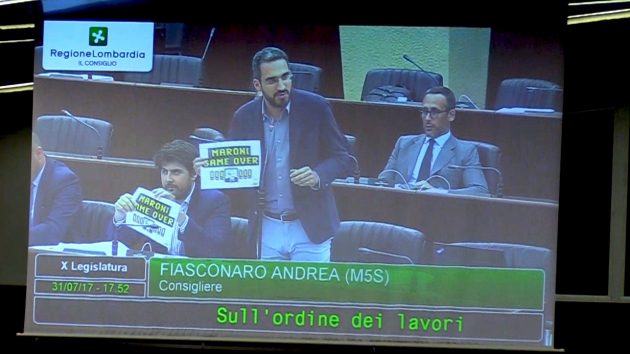 RegioneLombardia
IL CONSIGLIO
MARONI
GAME OVER
MARONI
GAME OVER
X Legislatura
FIASCONARO ANDREA (M5S)
31/07/17 - 17.52
Consigliere
Sull'ordine dei lavori